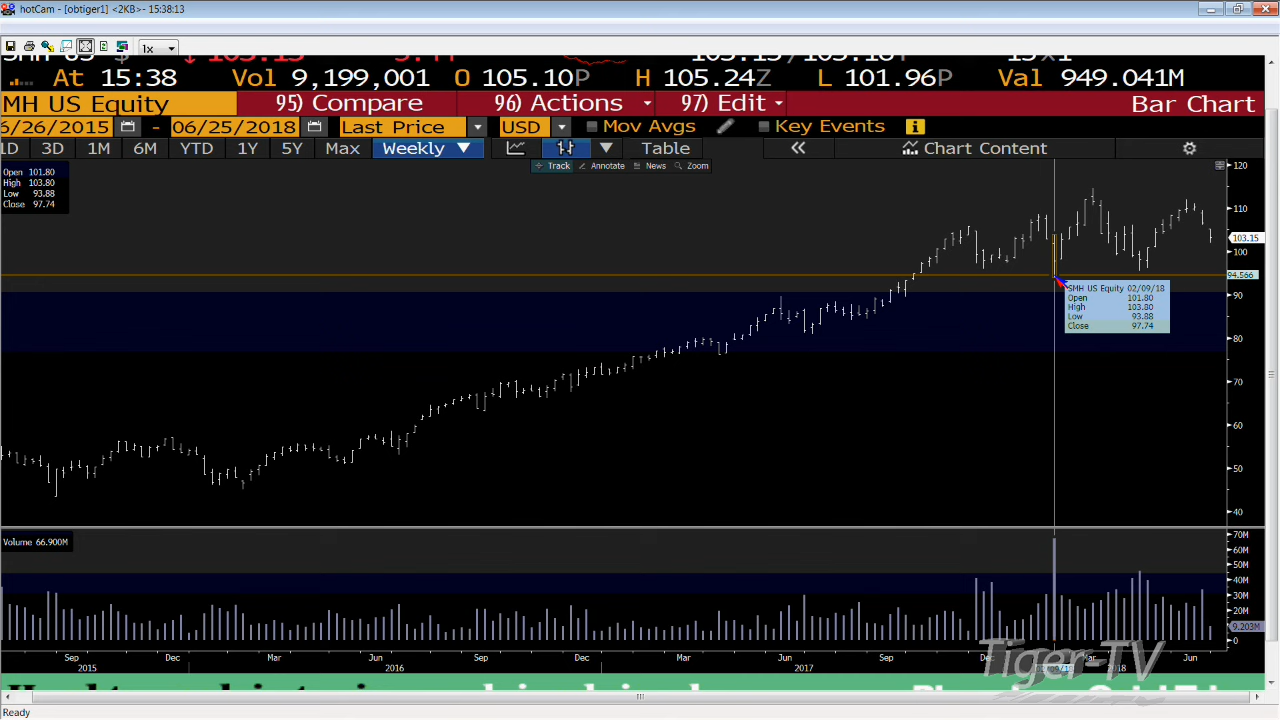 hotCam - [obtiger1] <2KB> - 15:38:13
1x
At 15:38 Vol 9,199,001 O 105.10P H 105.24Z L 101.96P Val 949.041M
MH US Equity 95) Compare 96) Actions 97) Edit Bar Chart
6/26/2015 - 06/25/2018 Last Price USD Mov Avgs Key Events
1D 3D 1M 6M YTD 1Y 5Y Max Weekly Table Chart Content
Track Annotate News Zoom
Open 101.80
High 103.80
Low 93.88
Close 97.74
120
110
103.15
100
94.566
90
80
70
60
50
40
SMH US Equity 02/09/18
Open 101.80
High 103.80
Low 93.88
Close 97.74
Volume 66.900M
70M
60M
50M
40M
30M
20M
9.203M
0
Sep Dec Mar Jun Sep Dec Mar Jun Sep Dec Mar Jun
2015 2016 2017 02/09/18 2018
Tiger-TV
Ready